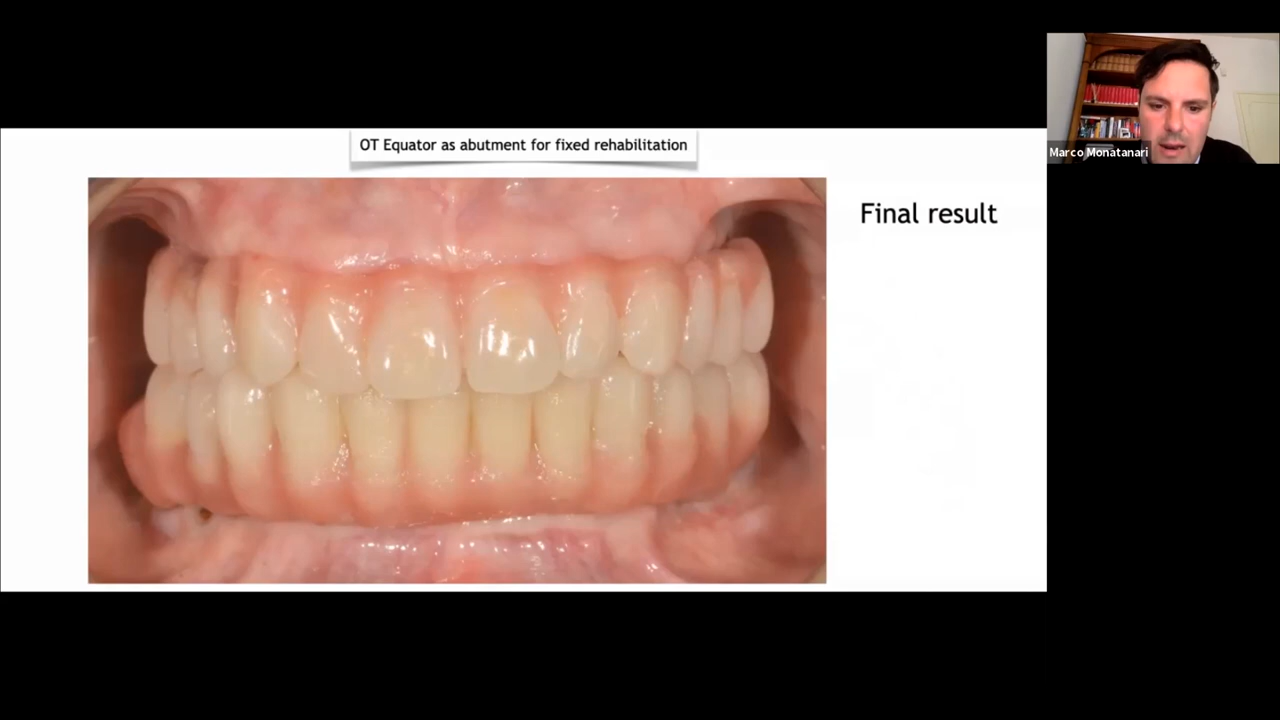 OT Equator as abutment for fixed rehabilitation
Final result
Marco Monatanari